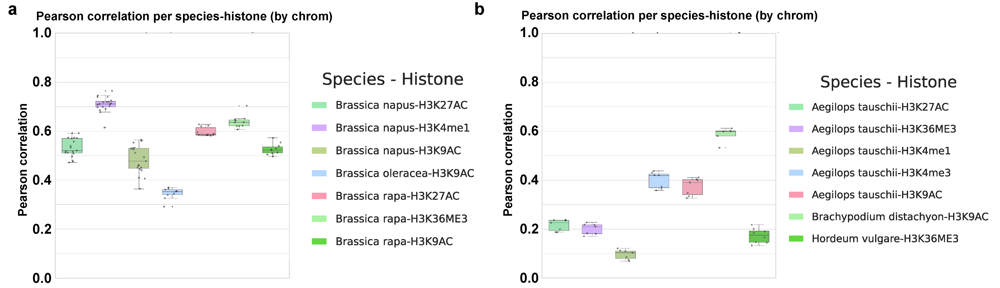 a
Pearson correlation per species-histone (by chrom)
1.0
0.8
0.6
0.4
0.2
0.0
Pearson correlation
Species - Histone
Brassica napus-H3K27AC
Brassica napus-H3K4me1
Brassica napus-H3K9AC
Brassica oleracea-H3K9AC
Brassica rapa-H3K27AC
Brassica rapa-H3K36ME3
Brassica rapa-H3K9AC
b
Pearson correlation per species-histone (by chrom)
1.0
0.8
0.6
0.4
0.2
0.0
Pearson correlation
Species - Histone
Aegilops tauschii-H3K27AC
Aegilops tauschii-H3K36ME3
Aegilops tauschii-H3K4me1
Aegilops tauschii-H3K4me3
Aegilops tauschii-H3K9AC
Brachypodium distachyon-H3K9AC
Hordeum vulgare-H3K36ME3